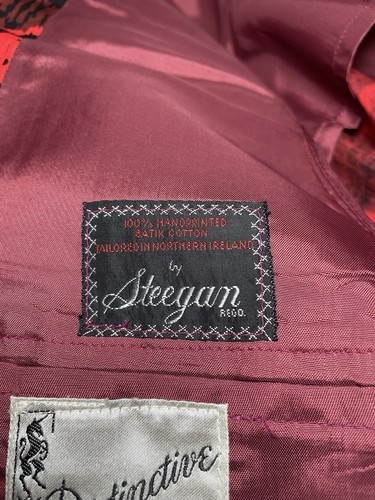 100% HANDPRINTED
BATIK COTTON
TAILORED IN NORTHERN IRELAND
by
Steegan
REGD.
Distinctive